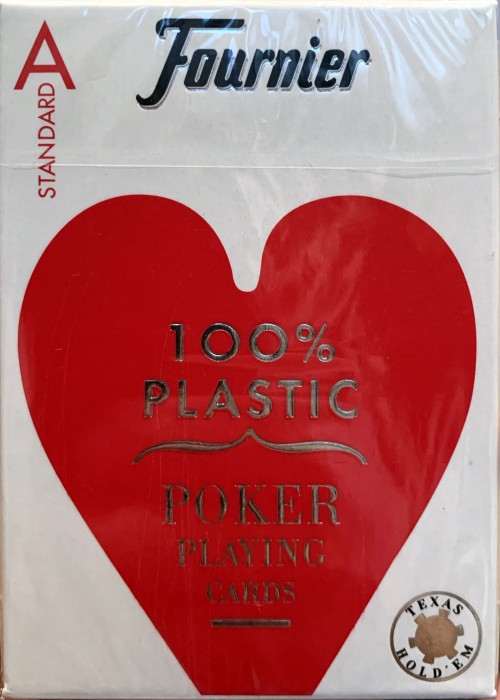 A
STANDARD
Fournier
100%
PLASTIC
POKER
PLAYING
CARDS
TEXAS
HOLD'EM